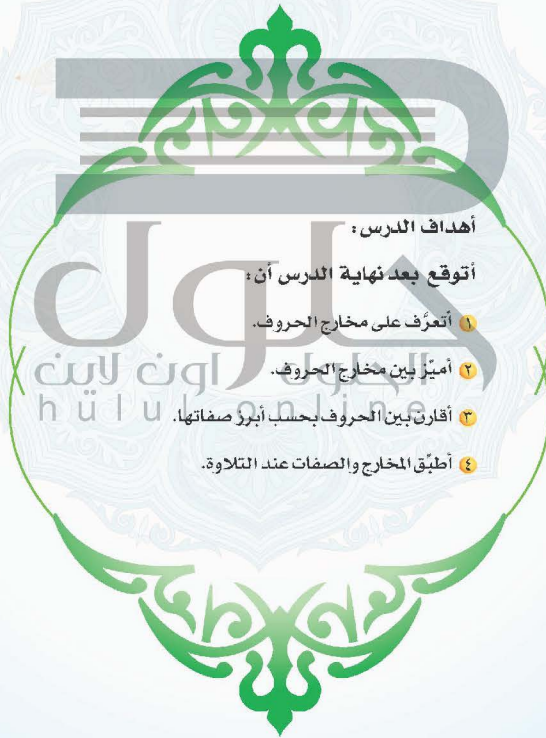 أهداف الدرس:
أتوقع بعد نهاية الدرس أن:
١ أتعرَّف على مخارج الحروف.
حلول
٢ أميّز بين مخارج الحروف.
الحلول اون لاين
hulul online
٣ أقارن بين الحروف بحسب أبرز صفاتها.
٤ أطبِّق المخارج والصفات عند التلاوة.